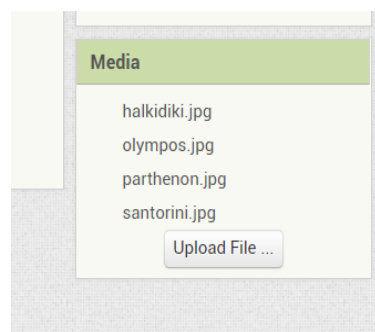 Media
halkidiki.jpg
olympos.jpg
parthenon.jpg
santorini.jpg
Upload File ...